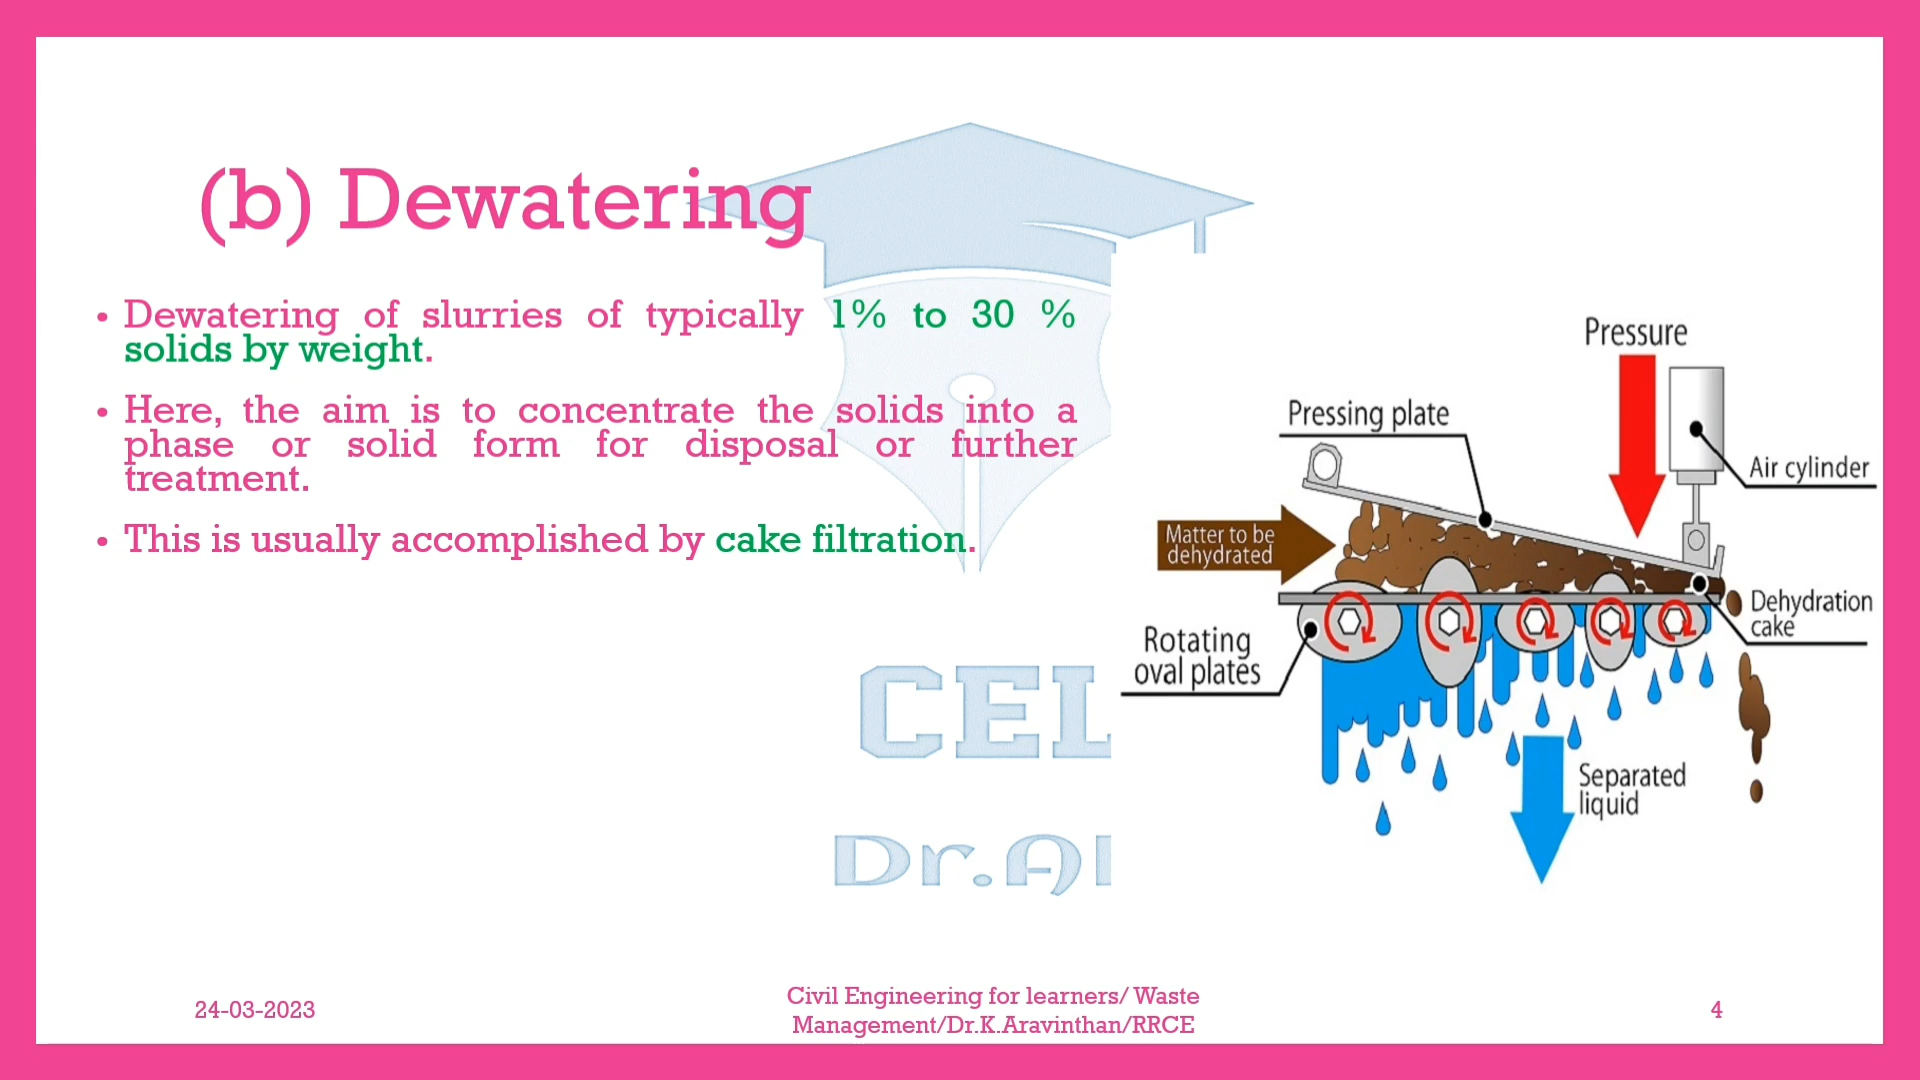 (b) Dewatering
• Dewatering of slurries of typically 1% to 30 %
solids by weight.
• Here, the aim is to concentrate the solids into a
phase or solid form for disposal or further
treatment.
• This is usually accomplished by cake filtration.
Pressure
Pressing plate
Air cylinder
Matter to be
dehydrated
Dehydration
cake
Rotating
oval plates
Separated
liquid
CEL
Dr.A
24-03-2023
Civil Engineering for learners/ Waste
Management/Dr.K.Aravinthan/RRCE
4